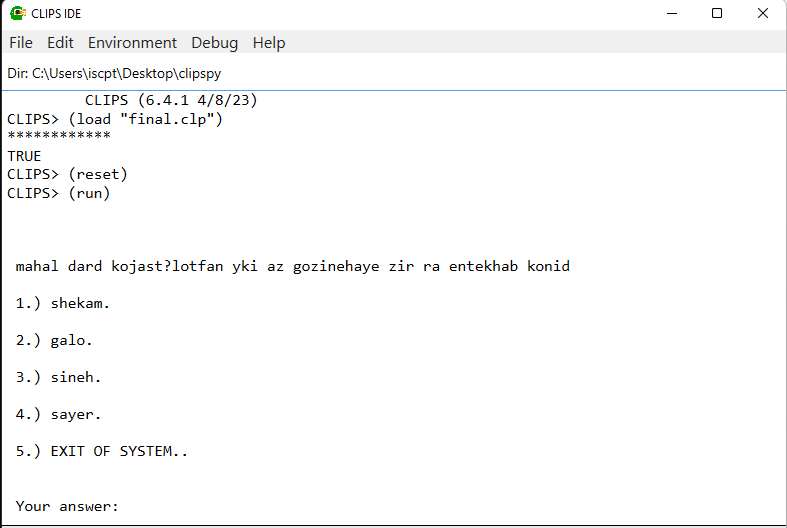 CLIPS IDE
File Edit Environment Debug Help
Dir: C:\Users\iscpt\Desktop\clipspy
CLIPS (6.4.1 4/8/23)
CLIPS> (load "final.clp")
************
TRUE
CLIPS> (reset)
CLIPS> (run)
mahal dard kojast?lotfan yki az gozinehaye zir ra entekhab konid
1.) shekam.
2.) galo.
3.) sineh.
4.) sayer.
5.) EXIT OF SYSTEM..
Your answer: